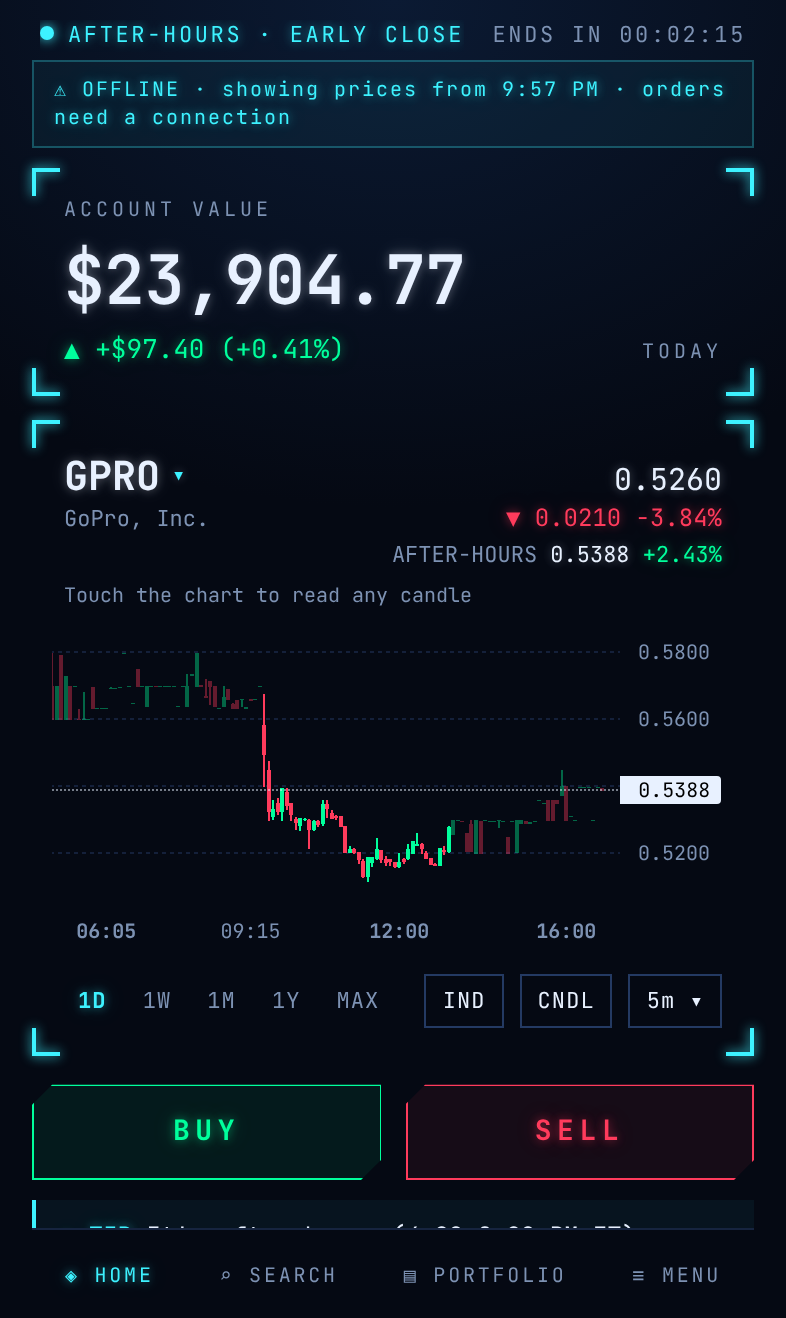 AFTER-HOURS · EARLY CLOSE ENDS IN 00:02:15
⚠ OFFLINE · showing prices from 9:57 PM · orders
need a connection
ACCOUNT VALUE
$23,904.77
▲ +$97.40 (+0.41%) TODAY
GPRO ▾ 0.5260
GoPro, Inc. ▼ 0.0210 -3.84%
AFTER-HOURS 0.5388 +2.43%
Touch the chart to read any candle
0.5800
0.5600
0.5388
0.5200
06:05 09:15 12:00 16:00
1D 1W 1M 1Y MAX IND CNDL 5m ▾
BUY SELL
◈ HOME ⌕ SEARCH ▤ PORTFOLIO ≡ MENU